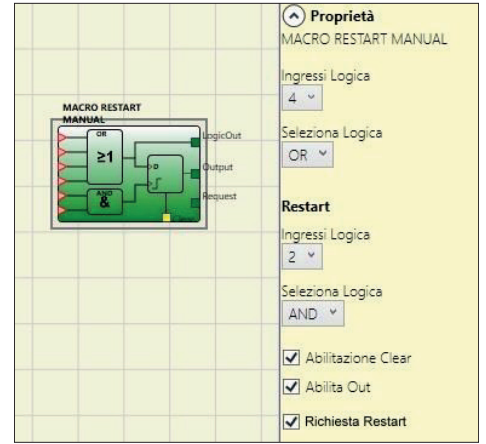 Proprietà
MACRO RESTART MANUAL
Ingressi Logica
4
Seleziona Logica
OR
Restart
Ingressi Logica
2
Seleziona Logica
AND
Abilitazione Clear
Abilita Out
Richiesta Restart
MACRO RESTART
MANUAL
OR
≥1
AND
&
D
LogicOut
Output
Request
Clear